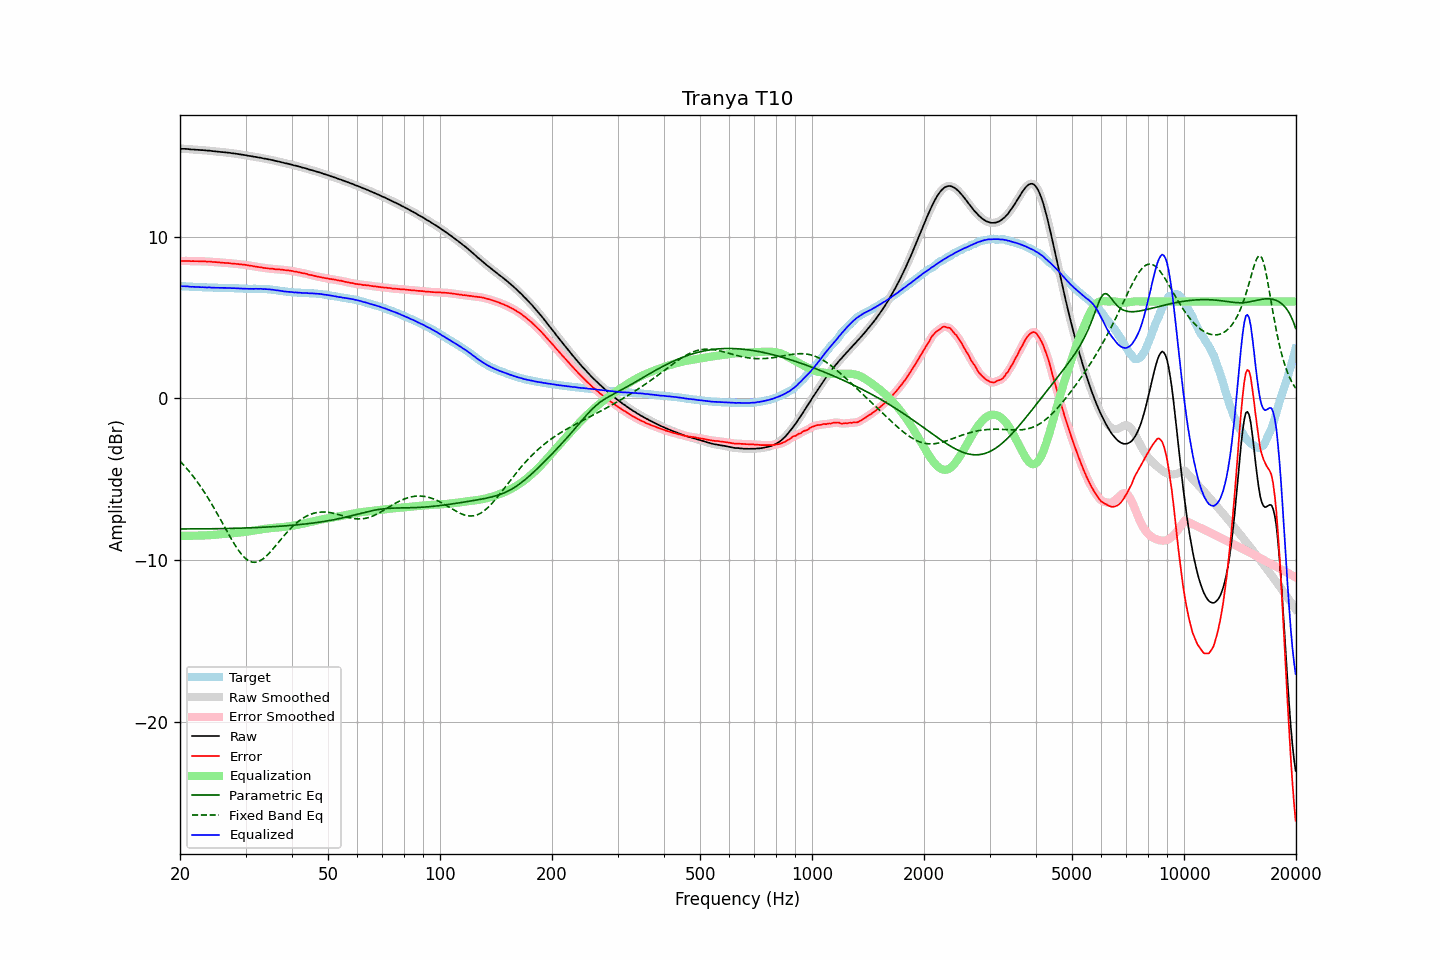 Tranya T10
Amplitude (dBr)
10
0
−10
−20
Target
Raw Smoothed
Error Smoothed
Raw
Error
Equalization
Parametric Eq
Fixed Band Eq
Equalized
20 50 100 200 500 1000 2000 5000 10000 20000
Frequency (Hz)